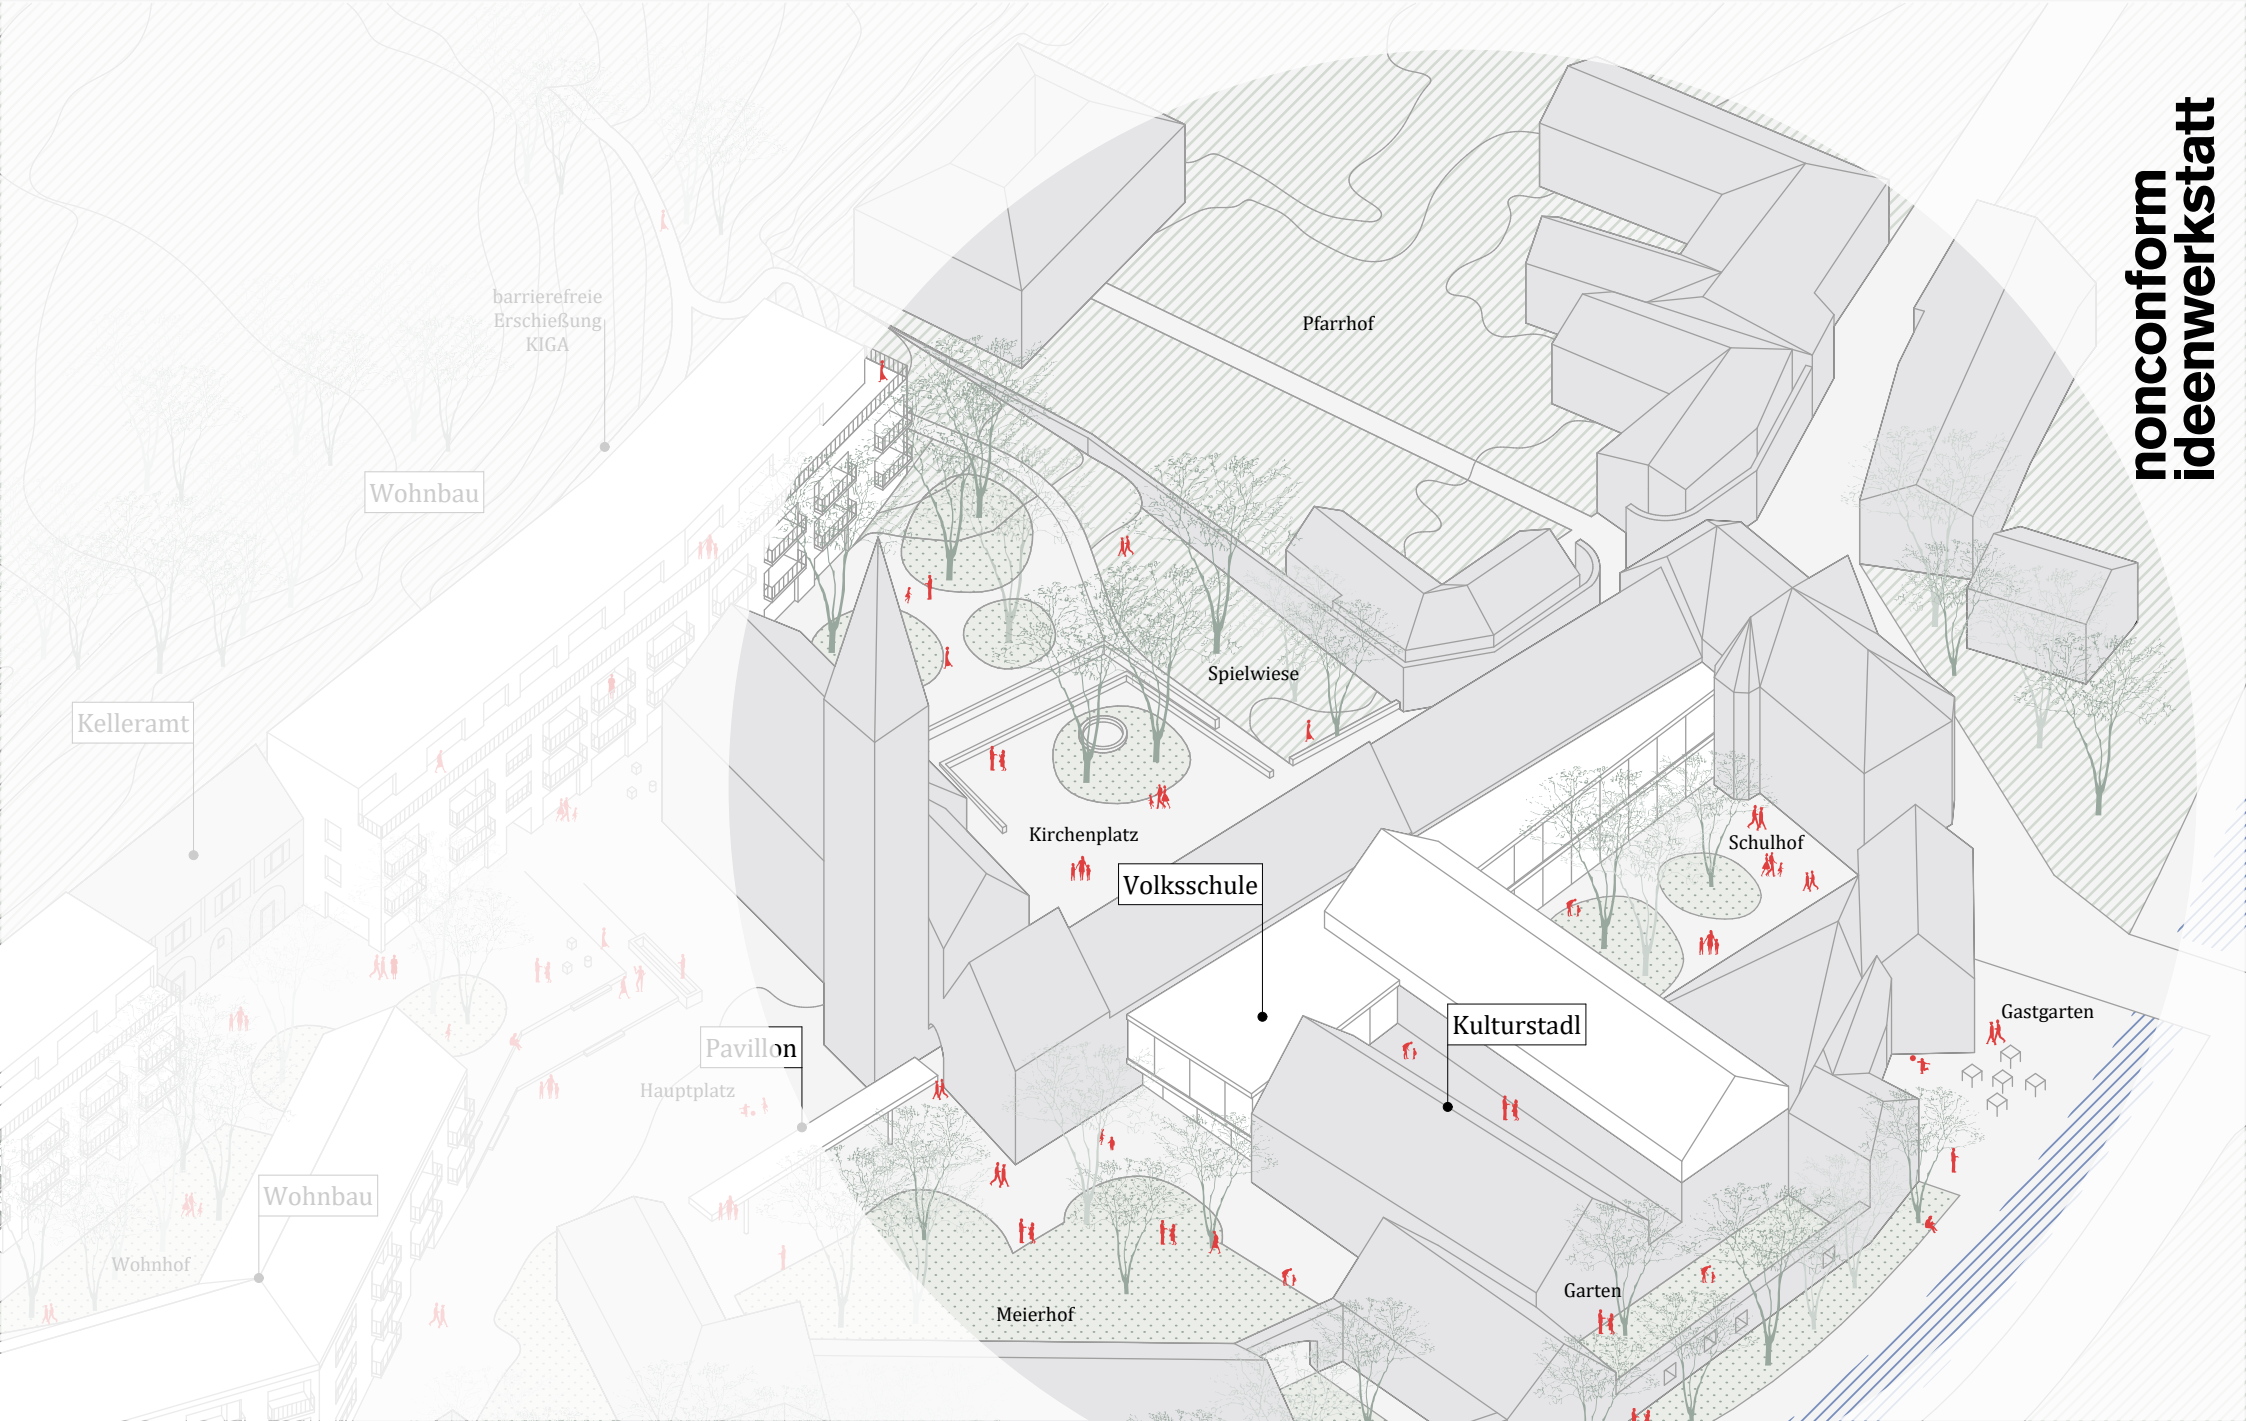 nonconform
ideenwerkstatt
barrierefreie
Erschießung
KIGA
Pfarrhof
Wohnbau
Spielwiese
Kelleramt
Kirchenplatz
Schulhof
Volksschule
Gastgarten
Kulturstadl
Pavillon
Hauptplatz
Wohnbau
Wohnhof
Garten
Meierhof